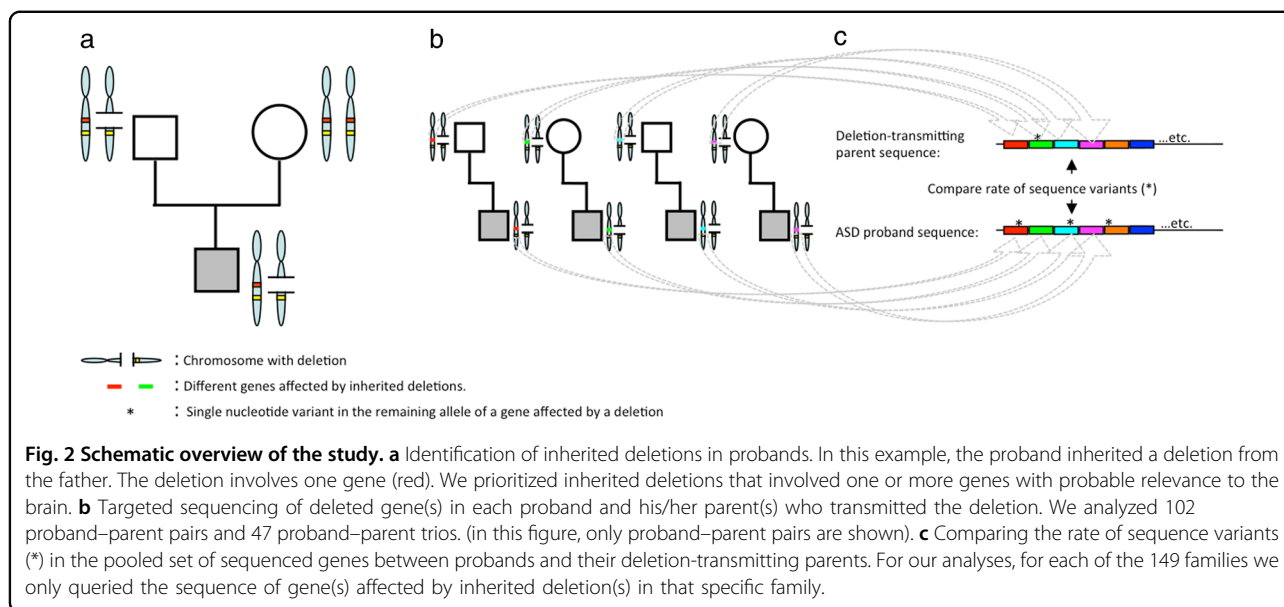 a
b
c
Deletion-transmitting
parent sequence:
*
...etc.
Compare rate of sequence variants (*)
ASD proband sequence:
* * *
...etc.
: Chromosome with deletion
: Different genes affected by inherited deletions.
* : Single nucleotide variant in the remaining allele of a gene affected by a deletion
Fig. 2 Schematic overview of the study. a Identification of inherited deletions in probands. In this example, the proband inherited a deletion from
the father. The deletion involves one gene (red). We prioritized inherited deletions that involved one or more genes with probable relevance to the
brain. b Targeted sequencing of deleted gene(s) in each proband and his/her parent(s) who transmitted the deletion. We analyzed 102
proband–parent pairs and 47 proband–parent trios. (in this figure, only proband–parent pairs are shown). c Comparing the rate of sequence variants
(*) in the pooled set of sequenced genes between probands and their deletion-transmitting parents. For our analyses, for each of the 149 families we
only queried the sequence of gene(s) affected by inherited deletion(s) in that specific family.